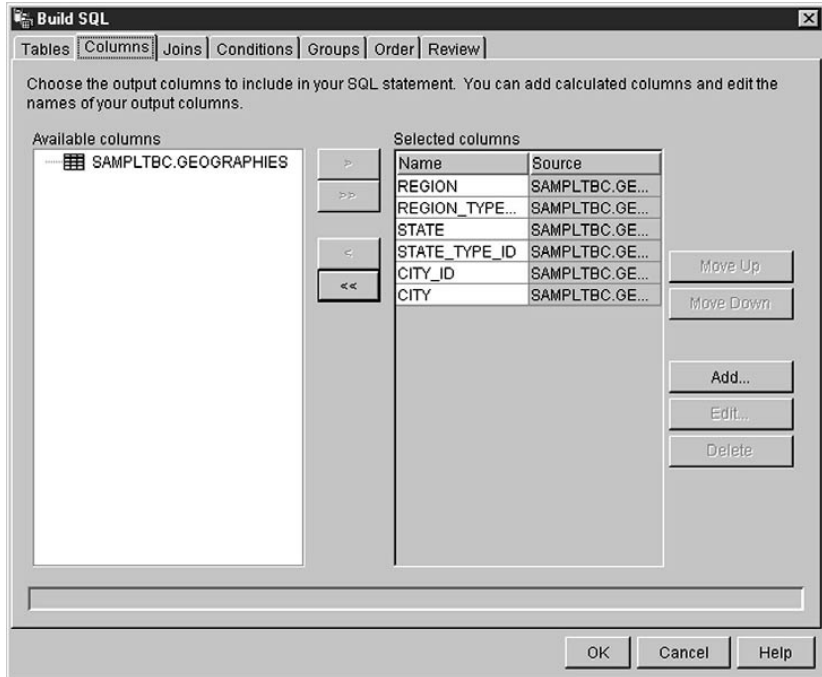 Build SQL
Tables Columns Joins Conditions Groups Order Review
Choose the output columns to include in your SQL statement. You can add calculated columns and edit the
names of your output columns.
Available columns
SAMPLTBC.GEOGRAPHIES
>
>>
<
<<
Selected columns
Name Source
REGION SAMPLTBC.GE...
REGION_TYPE... SAMPLTBC.GE...
STATE SAMPLTBC.GE...
STATE_TYPE_ID SAMPLTBC.GE...
CITY_ID SAMPLTBC.GE...
CITY SAMPLTBC.GE...
Move Up
Move Down
Add...
Edit...
Delete
OK Cancel Help